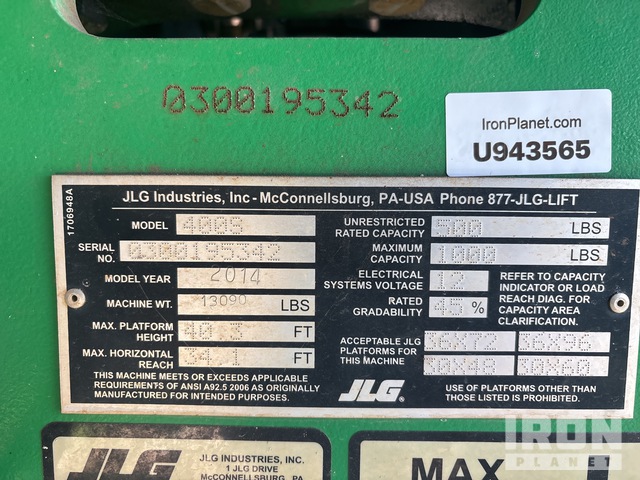 0300195342
IronPlanet.com
U943565
1706948A
JLG Industries, Inc - McConnellsburg, PA-USA Phone 877-JLG-LIFT
MODEL 400S
SERIAL NO. 0300195342
MODEL YEAR 2014
MACHINE WT. 13090 LBS
MAX. PLATFORM HEIGHT 40 3 FT
MAX. HORIZONTAL REACH 34 1 FT
THIS MACHINE MEETS OR EXCEEDS APPLICABLE
REQUIREMENTS OF ANSI A92.5 2006 AS ORIGINALLY
MANUFACTURED FOR INTENDED PURPOSES.
UNRESTRICTED RATED CAPACITY 500 LBS
MAXIMUM CAPACITY 1000 LBS
ELECTRICAL SYSTEMS VOLTAGE 12
RATED GRADABILITY 45 %
REFER TO CAPACITY
INDICATOR OR LOAD
REACH DIAG. FOR
CAPACITY AREA
CLARIFICATION.
ACCEPTABLE JLG
PLATFORMS FOR
THIS MACHINE
36X72 36X96
30X48 30X60
JLG
USE OF PLATFORMS OTHER THAN
THOSE LISTED IS PROHIBITED.
JLG
JLG INDUSTRIES, INC.
1 JLG DRIVE
McCONNELLSBURG, PA
MAX
IRON
PLANET